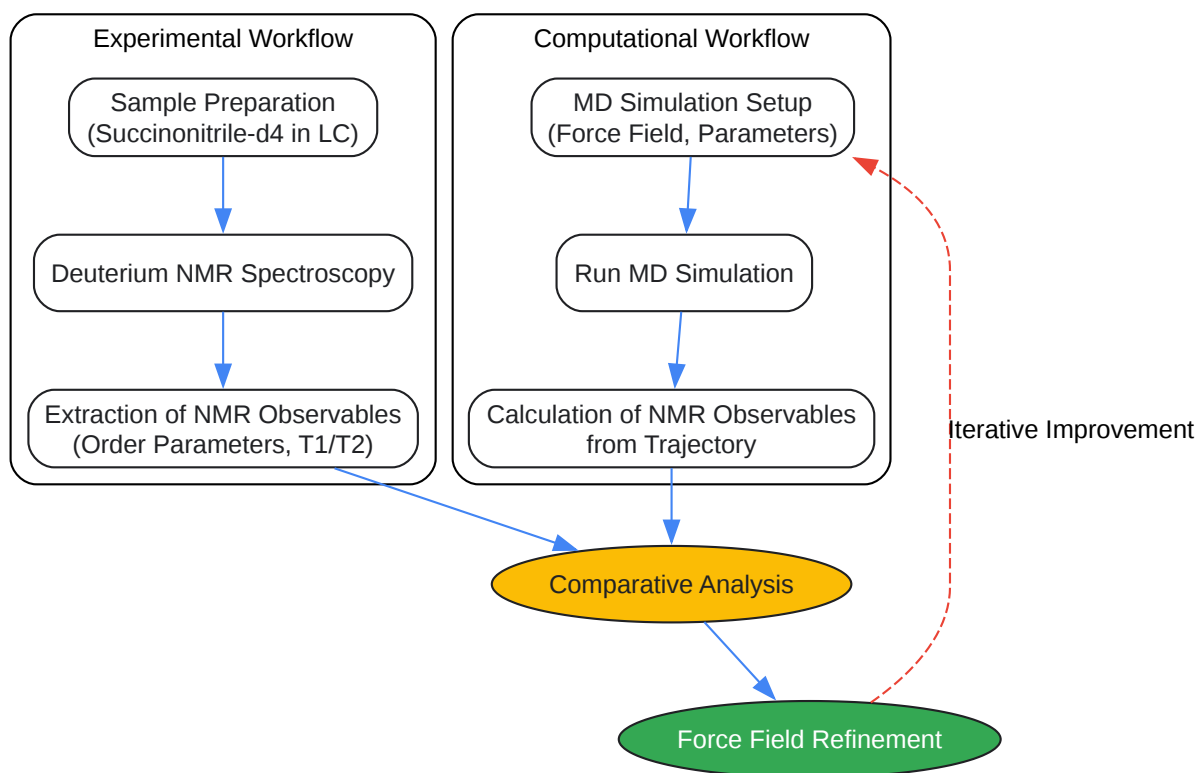 Experimental Workflow
Sample Preparation
(Succinonitrile-d4 in LC)
Deuterium NMR Spectroscopy
Extraction of NMR Observables
(Order Parameters, T1/T2)
Computational Workflow
MD Simulation Setup
(Force Field, Parameters)
Run MD Simulation
Calculation of NMR Observables
from Trajectory
Iterative Improvement
Comparative Analysis
Force Field Refinement